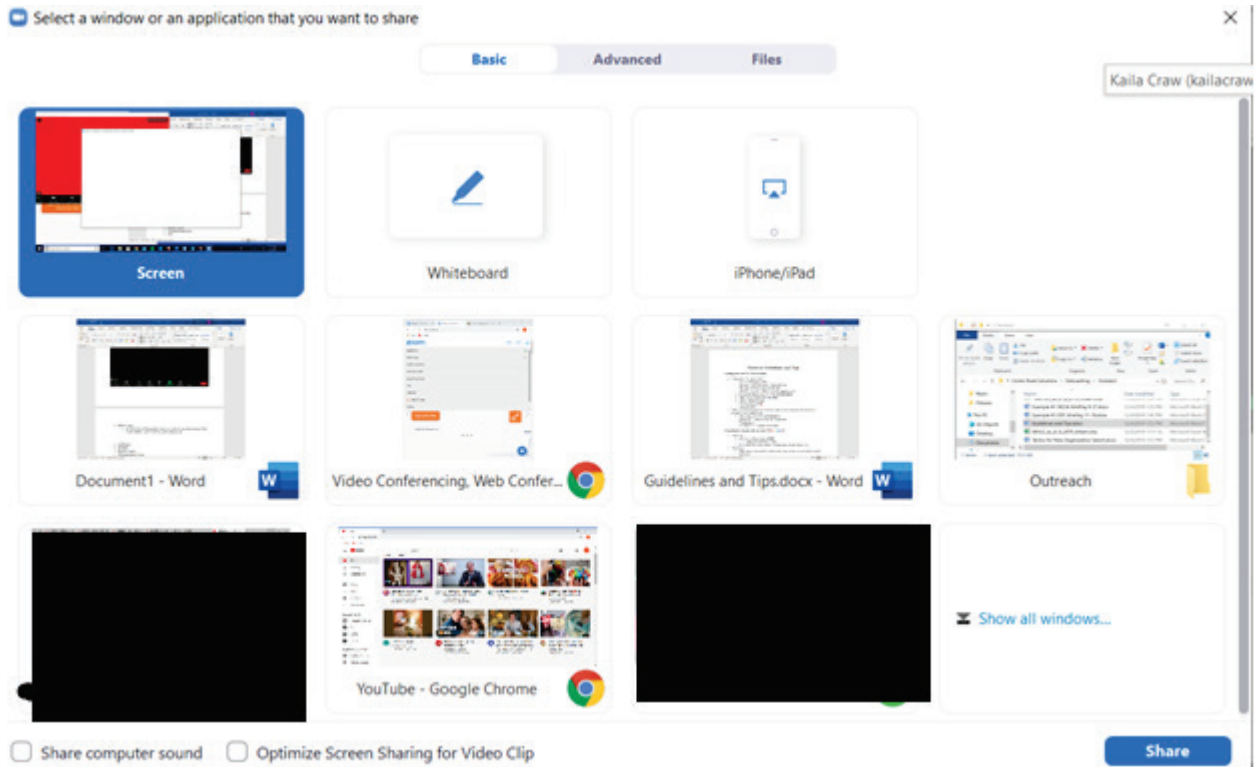 Select a window or an application that you want to share
Basic
Advanced
Files
Kaila Craw (kailacraw
Screen
Whiteboard
iPhone/iPad
Document1 - Word
Video Conferencing, Web Confer...
Guidelines and Tips.docx - Word
Outreach
YouTube - Google Chrome
Show all windows...
Share computer sound
Optimize Screen Sharing for Video Clip
Share